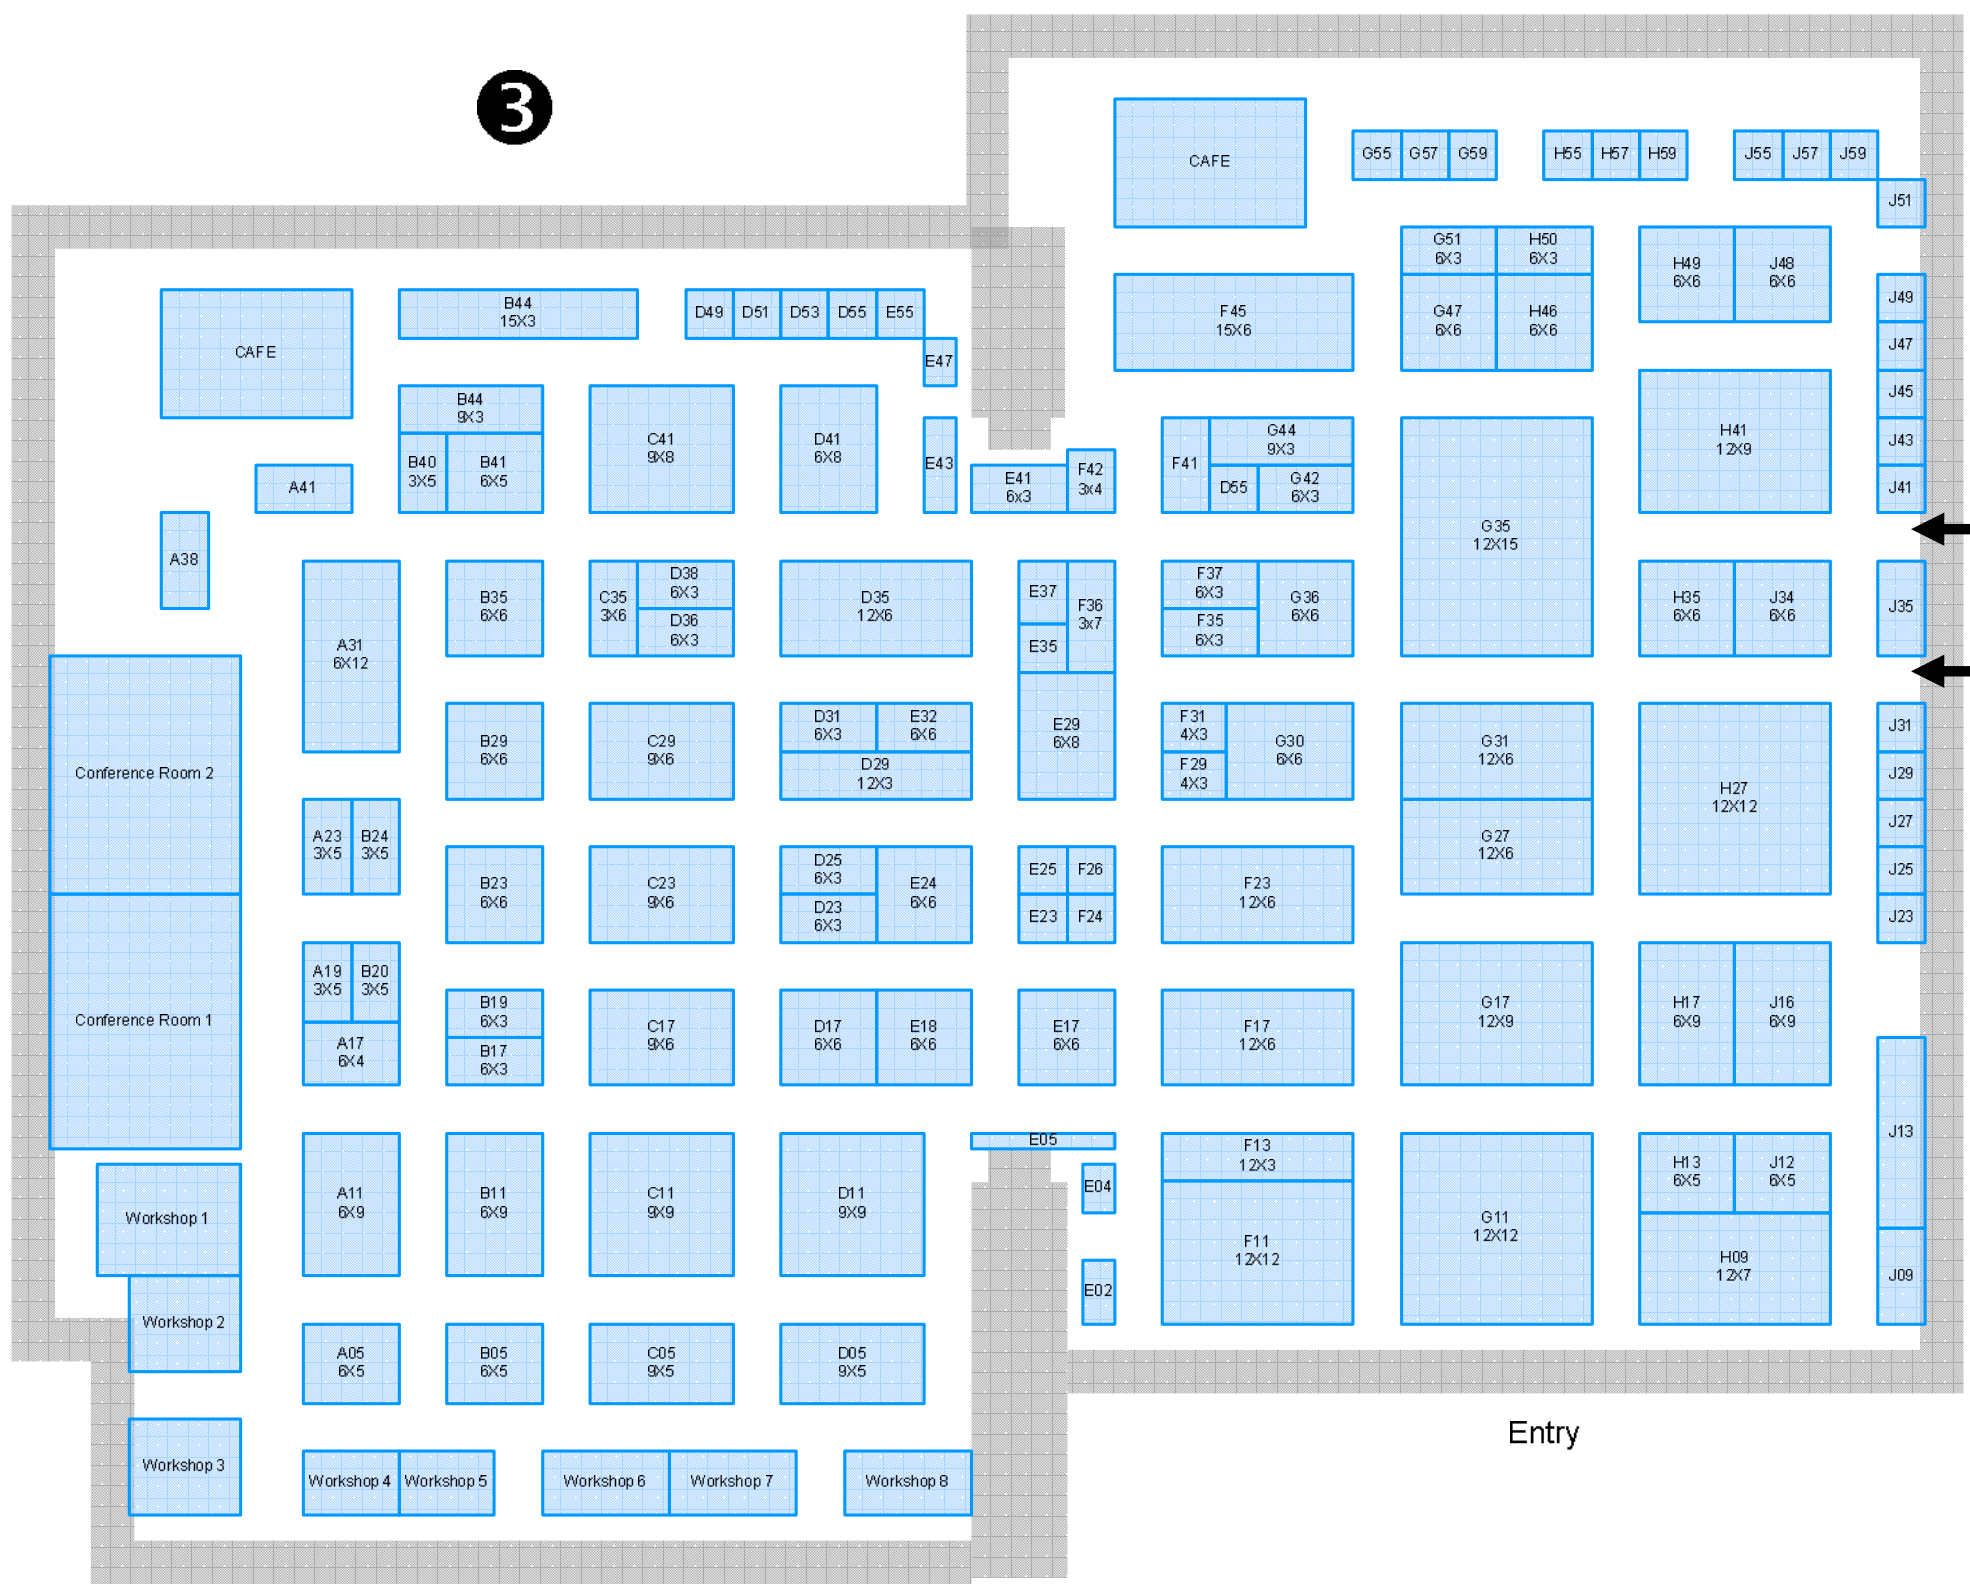 3
CAFE
G55
G57
G59
H55
H57
H59
J55
J57
J59
J51
G51
6X3
H50
6X3
H49
6X6
J48
6X6
B44
15X3
D49
D51
D53
D55
E55
F45
15X6
G47
6X6
H46
6X6
J49
CAFE
E47
J47
B44
9X3
C41
9X8
D41
6X8
H41
12X9
J45
B40
3X5
B41
6X5
E43
E41
6x3
F42
3x4
F41
G44
9X3
D55
G42
6X3
J43
A41
J41
G35
12X15
A38
A31
6X12
B35
6X6
C35
3X6
D38
6X3
D36
6X3
D35
12X6
E37
F36
3x7
E35
F37
6X3
F35
6X3
G36
6X6
H35
6X6
J34
6X6
J35
Conference Room 2
B29
6X6
C29
9X6
D31
6X3
E32
6X6
D29
12X3
E29
6X8
F31
4X3
F29
4X3
G30
6X6
G31
12X6
H27
12X12
J31
J29
A23
3X5
B24
3X5
B23
6X6
C23
9X6
D25
6X3
D23
6X3
E24
6X6
E25
F26
E23
F24
F23
12X6
G27
12X6
J27
J25
J23
Conference Room 1
A19
3X5
B20
3X5
A17
6X4
B19
6X3
B17
6X3
C17
9X6
D17
6X6
E18
6X6
E17
6X6
F17
12X6
G17
12X9
H17
6X9
J16
6X9
E05
J13
Workshop 1
A11
6X9
B11
6X9
C11
9X9
D11
9X9
E04
F13
12X3
F11
12X12
G11
12X12
H13
6X5
J12
6X5
H09
12X7
E02
J09
Workshop 2
A05
6X5
B05
6X5
C05
9X5
D05
9X5
Entry
Workshop 3
Workshop 4
Workshop 5
Workshop 6
Workshop 7
Workshop 8